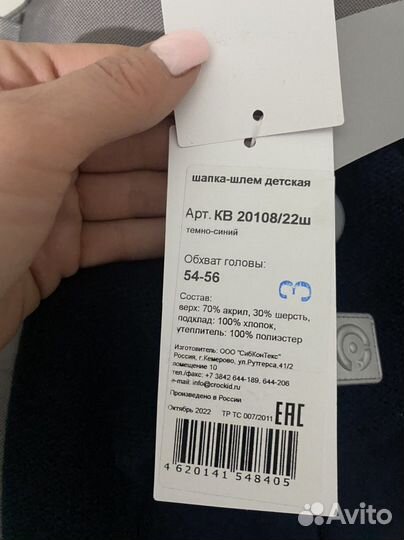 шапка-шлем детская
Арт. КВ 20108/22ш
темно-синий
Обхват головы:
54-56
3
Состав:
верх: 70% акрил, 30% шерсть,
подклад: 100% хлопок,
утеплитель: 100% полиэстер
Изготовитель: ООО "СибКонТекс"
Россия, г.Кемерово, ул.Рутгерса,41/2
помещение 10
тел./факс: +7 3842 644-189, 644-206
e-mail: info@crockid.ru
Произведено в России
Октябрь 2022 ТР ТС 007/2011
ЕАС
4 620141 548405
Avito